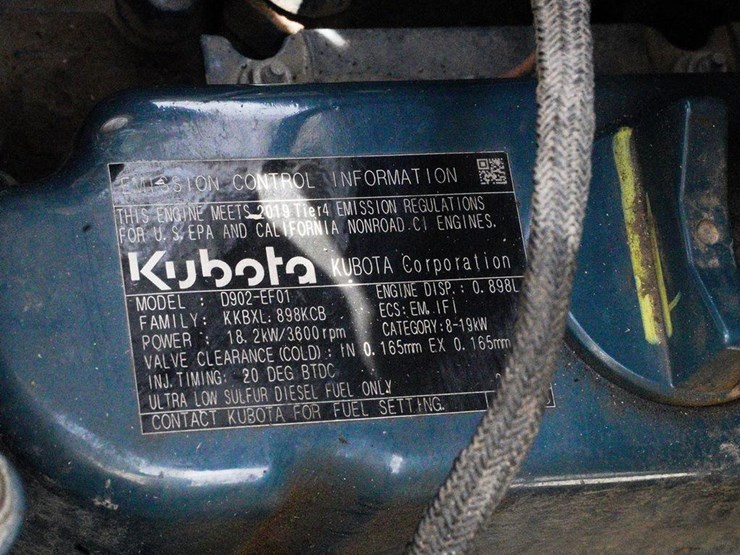 EMISSION CONTROL INFORMATION
THIS ENGINE MEETS 2019 Tier4 EMISSION REGULATIONS
FOR U.S.EPA AND CALIFORNIA NONROAD CI ENGINES.
Kubota KUBOTA Corporation
MODEL : D902-EF01 ENGINE DISP.: 0.898L
FAMILY: KKBXL.898KCB ECS: EM, IFI
POWER : 18.2kW/3600rpm CATEGORY:8-19kW
VALVE CLEARANCE(COLD): IN 0.165mm EX 0.165mm
INJ.TIMING: 20 DEG BTDC
ULTRA LOW SULFUR DIESEL FUEL ONLY
CONTACT KUBOTA FOR FUEL SETTING.